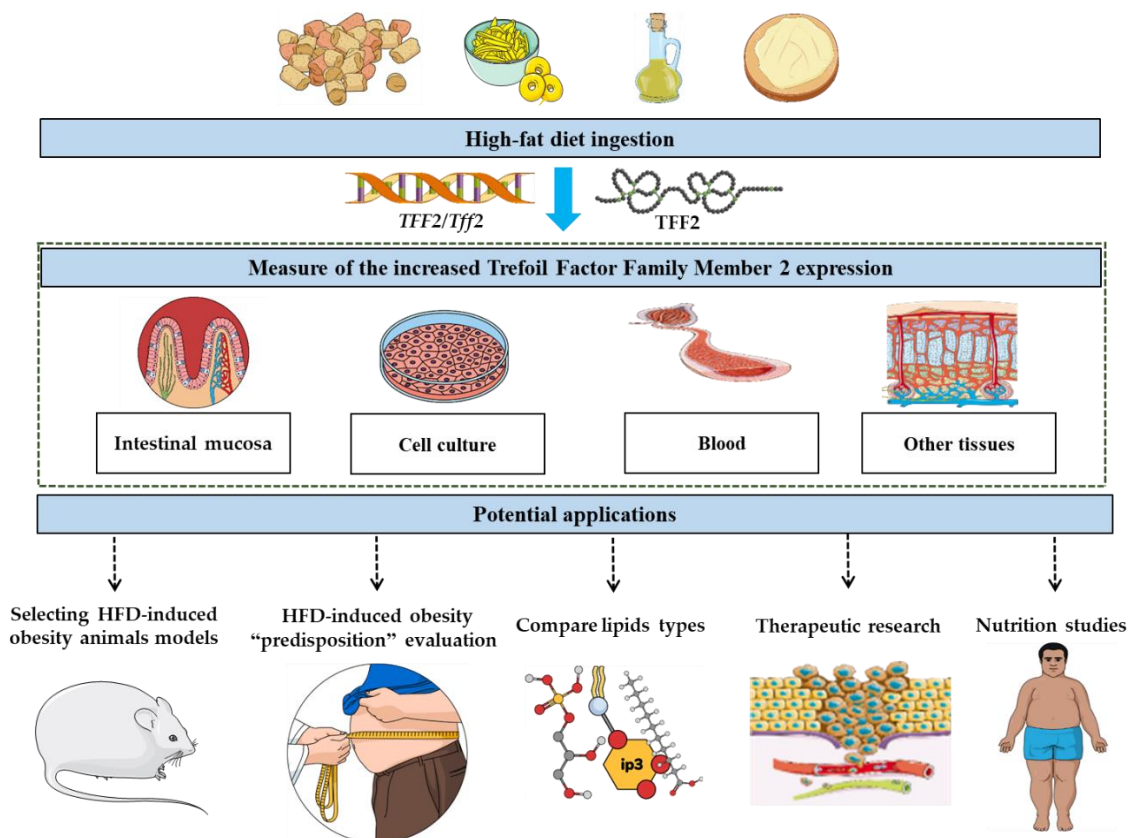 High-fat diet ingestion
TFF2/Tff2
TFF2
Measure of the increased Trefoil Factor Family Member 2 expression
Intestinal mucosa
Cell culture
Blood
Other tissues
Potential applications
Selecting HFD-induced
obesity animals models
HFD-induced obesity
“predisposition” evaluation
Compare lipids types
Therapeutic research
Nutrition studies
ip3